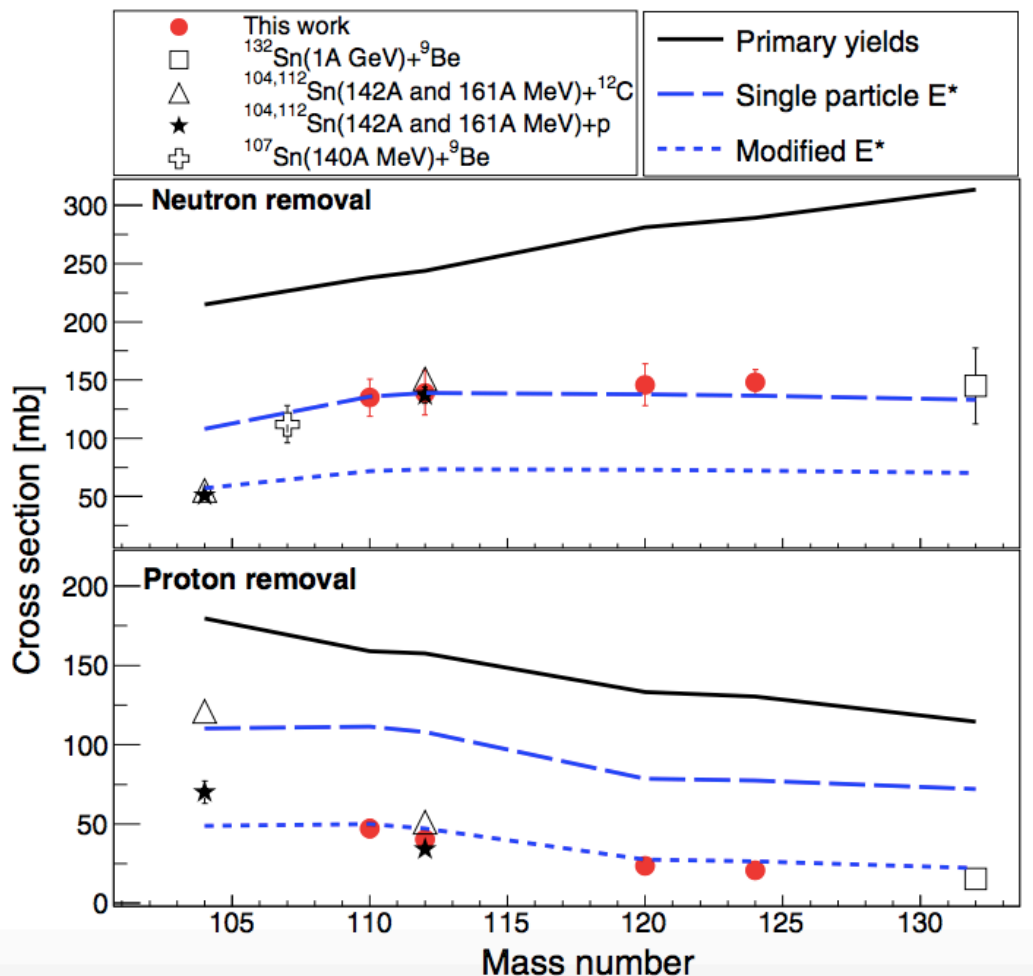 This work
¹³²Sn(1A GeV)+⁹Be
¹⁰⁴,¹¹²Sn(142A and 161A MeV)+¹²C
¹⁰⁴,¹¹²Sn(142A and 161A MeV)+p
¹⁰⁷Sn(140A MeV)+⁹Be
Primary yields
Single particle E*
Modified E*
Neutron removal
300
250
200
150
100
50
Proton removal
200
150
100
50
0
Cross section [mb]
105 110 115 120 125 130
Mass number